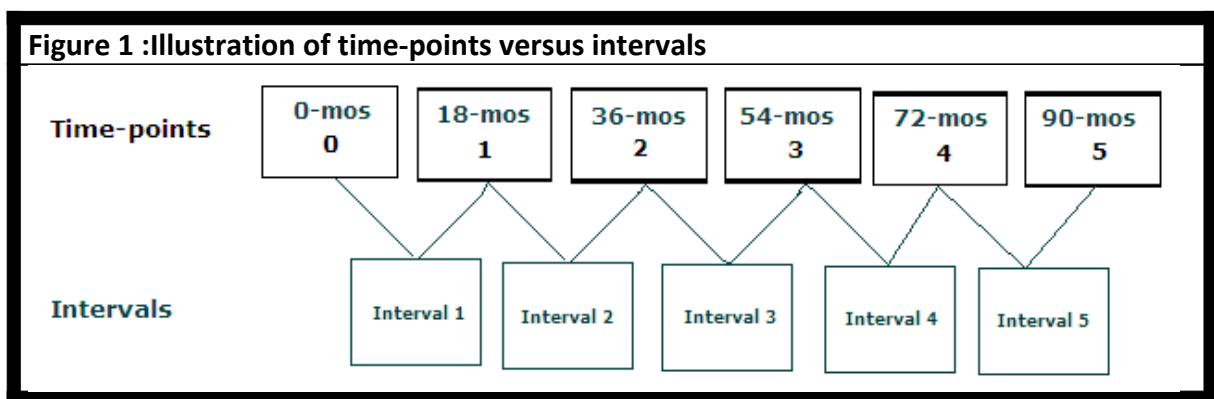 Figure 1 :Illustration of time-points versus intervals
Time-points
0-mos
0
18-mos
1
36-mos
2
54-mos
3
72-mos
4
90-mos
5
Intervals
Interval 1
Interval 2
Interval 3
Interval 4
Interval 5